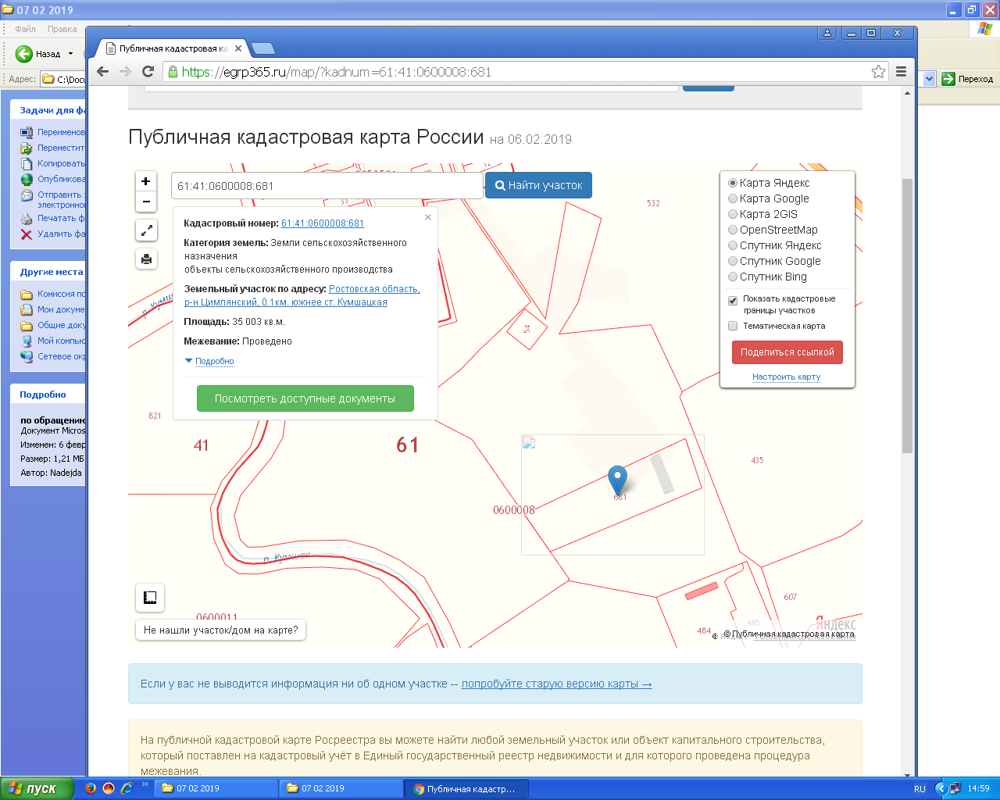 07 02 2019
Файл
Правка
Назад
Адрес:
C:\Docu
Переход
Публичная кадастровая ка
https://egrp365.ru/map/?kadnum=61:41:0600008:681
Задачи для фа
Переименов
Переместит
Копировать
Опубликова
Отправить э
электронно
Печатать ф
Удалить фа
Другие места
Комиссия по
Мои докуме
Общие доку
Мой компью
Сетевое окр
Подробно
по обращению
Документ Micros
Изменен: 6 февр
Размер: 1,21 МБ
Автор: Nadejda
Публичная кадастровая карта России на 06.02.2019
+
−
61:41:0600008:681
Найти участок
Кадастровый номер: 61:41:0600008:681
Категория земель: Земли сельскохозяйственного
назначения
объекты сельскохозяйственного производства
Земельный участок по адресу: Ростовская область,
р-н Цимлянский, 0.1км. южнее ст. Кумшацкая
Площадь: 35 003 кв.м.
Межевание: Проведено
Подробно
Посмотреть доступные документы
Карта Яндекс
Карта Google
Карта 2GIS
OpenStreetMap
Спутник Яндекс
Спутник Google
Спутник Bing
Показать кадастровые
границы участков
Тематическая карта
Поделиться ссылкой
Настроить карту
532
33
54
821
41
61
435
681
0600008
р. Кумшак
607
484
485
0600011
Яндекс
© Публичная кадастровая карта
Не нашли участок/дом на карте?
Если у вас не выводится информация ни об одном участке -- попробуйте старую версию карты →
На публичной кадастровой карте Росреестра вы можете найти любой земельный участок или объект капитального строительства,
который поставлен на кадастровый учёт в Единый государственный реестр недвижимости и для которого проведена процедура
межевания.
пуск
07 02 2019
07 02 2019
Публичная кадастр...
RU
14:59